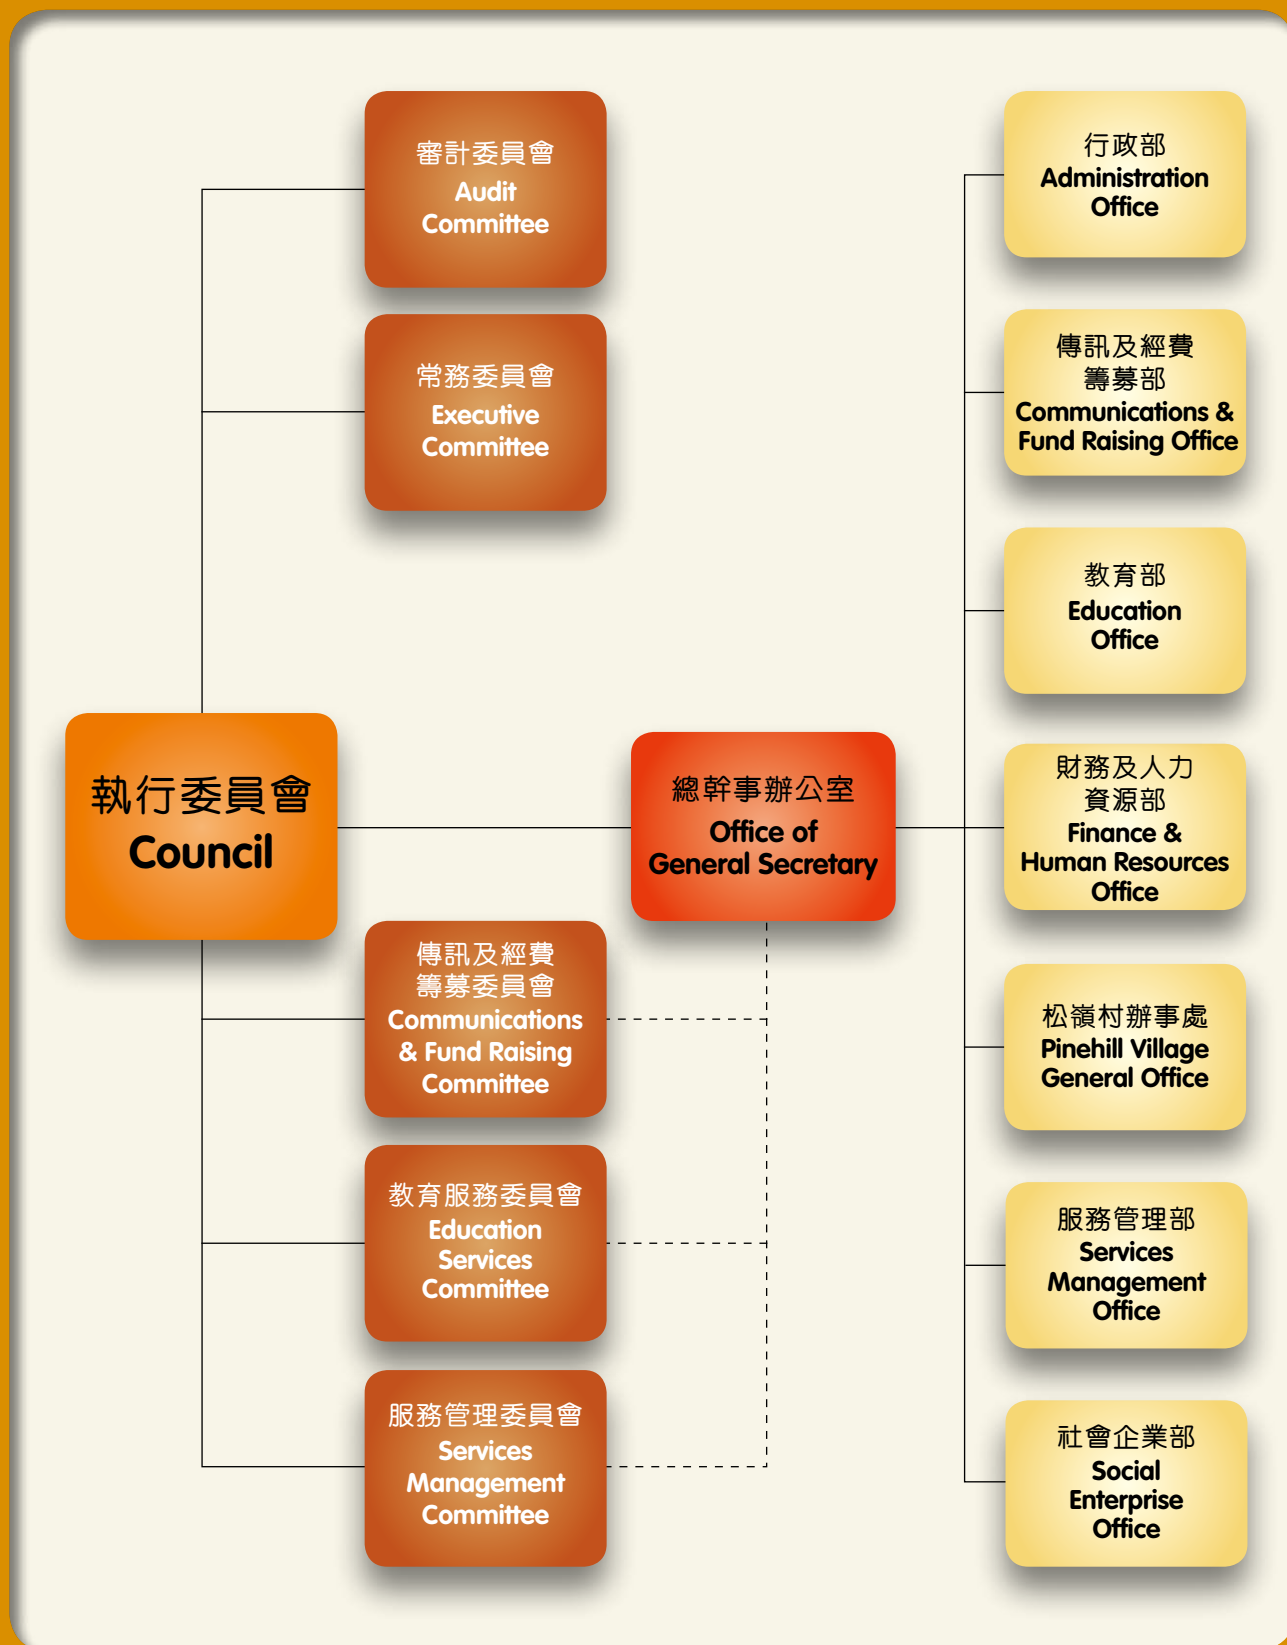 審計委員會
Audit
Committee
常務委員會
Executive
Committee
執行委員會
Council
總幹事辦公室
Office of
General Secretary
傳訊及經費
籌募委員會
Communications
& Fund Raising
Committee
教育服務委員會
Education
Services
Committee
服務管理委員會
Services
Management
Committee
行政部
Administration
Office
傳訊及經費
籌募部
Communications &
Fund Raising Office
教育部
Education
Office
財務及人力
資源部
Finance &
Human Resources
Office
松嶺村辦事處
Pinehill Village
General Office
服務管理部
Services
Management
Office
社會企業部
Social
Enterprise
Office